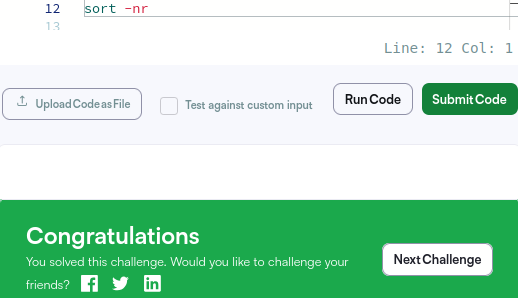 12 sort -nr
13
Line: 12 Col: 1
Upload Code as File Test against custom input Run Code Submit Code
Congratulations
You solved this challenge. Would you like to challenge your
friends?
Next Challenge